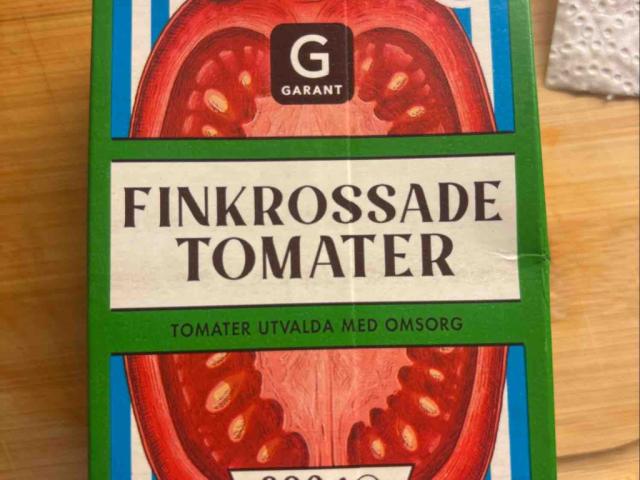 G
GARANT
FINKROSSADE
TOMATER
TOMATER UTVALDA MED OMSORG